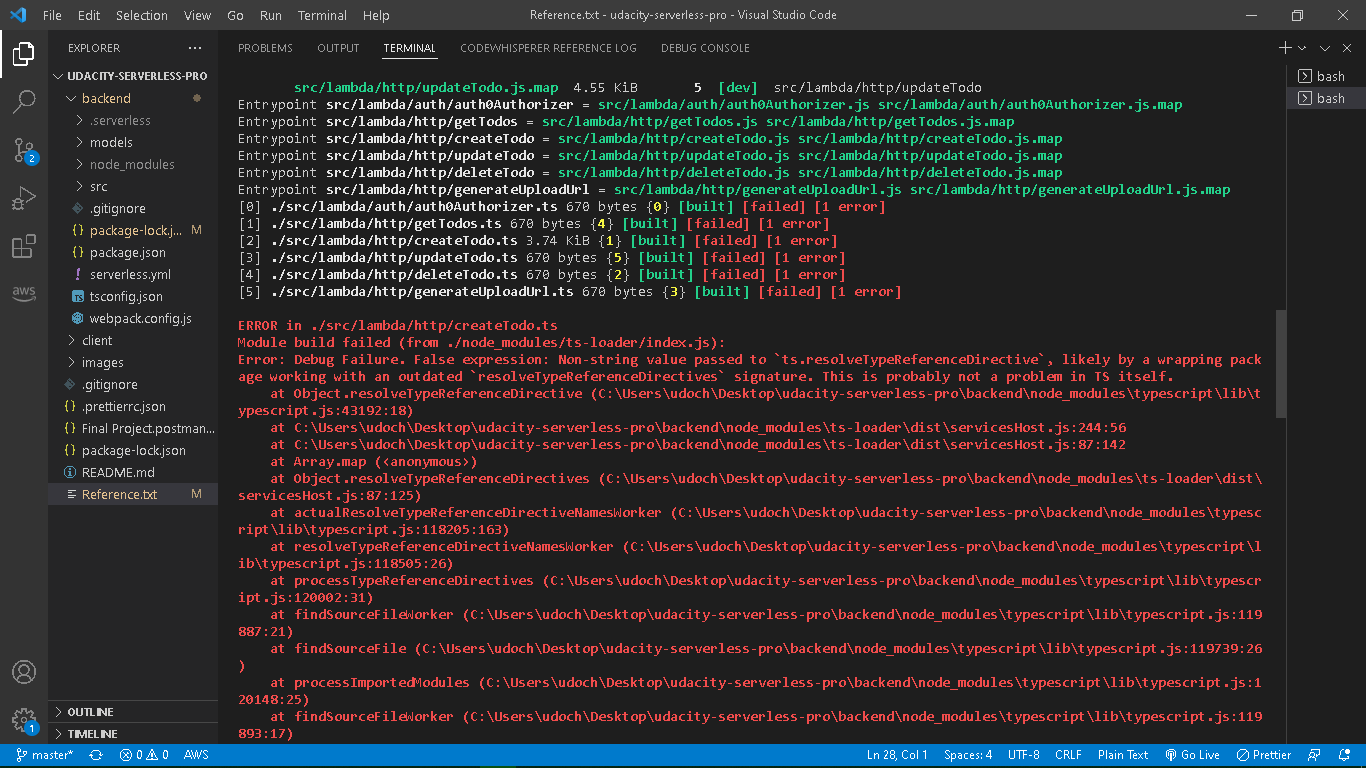 File Edit Selection View Go Run Terminal Help
Reference.txt - udacity-serverless-pro - Visual Studio Code
EXPLORER
UDACITY-SERVERLESS-PRO
backend
.serverless
models
node_modules
src
.gitignore
package-lock.j... M
package.json
serverless.yml
tsconfig.json
webpack.config.js
client
images
.gitignore
.prettierrc.json
Final Project.postman...
package-lock.json
README.md
Reference.txt M
OUTLINE
TIMELINE
2
aws
1
PROBLEMS OUTPUT TERMINAL CODEWHISPERER REFERENCE LOG DEBUG CONSOLE
bash
bash
src/lambda/http/updateTodo.js.map 4.55 KiB 5 [dev] src/lambda/http/updateTodo
Entrypoint src/lambda/auth/auth0Authorizer = src/lambda/auth/auth0Authorizer.js src/lambda/auth/auth0Authorizer.js.map
Entrypoint src/lambda/http/getTodos = src/lambda/http/getTodos.js src/lambda/http/getTodos.js.map
Entrypoint src/lambda/http/createTodo = src/lambda/http/createTodo.js src/lambda/http/createTodo.js.map
Entrypoint src/lambda/http/updateTodo = src/lambda/http/updateTodo.js src/lambda/http/updateTodo.js.map
Entrypoint src/lambda/http/deleteTodo = src/lambda/http/deleteTodo.js src/lambda/http/deleteTodo.js.map
Entrypoint src/lambda/http/generateUploadUrl = src/lambda/http/generateUploadUrl.js src/lambda/http/generateUploadUrl.js.map
[0] ./src/lambda/auth/auth0Authorizer.ts 670 bytes {0} [built] [failed] [1 error]
[1] ./src/lambda/http/getTodos.ts 670 bytes {4} [built] [failed] [1 error]
[2] ./src/lambda/http/createTodo.ts 3.74 KiB {1} [built] [failed] [1 error]
[3] ./src/lambda/http/updateTodo.ts 670 bytes {5} [built] [failed] [1 error]
[4] ./src/lambda/http/deleteTodo.ts 670 bytes {2} [built] [failed] [1 error]
[5] ./src/lambda/http/generateUploadUrl.ts 670 bytes {3} [built] [failed] [1 error]
ERROR in ./src/lambda/http/createTodo.ts
Module build failed (from ./node_modules/ts-loader/index.js):
Error: Debug Failure. False expression: Non-string value passed to `ts.resolveTypeReferenceDirective`, likely by a wrapping pack
age working with an outdated `resolveTypeReferenceDirectives` signature. This is probably not a problem in TS itself.
at Object.resolveTypeReferenceDirective (C:\Users\udoch\Desktop\udacity-serverless-pro\backend\node_modules\typescript\lib\t
ypescript.js:43192:18)
at C:\Users\udoch\Desktop\udacity-serverless-pro\backend\node_modules\ts-loader\dist\servicesHost.js:244:56
at C:\Users\udoch\Desktop\udacity-serverless-pro\backend\node_modules\ts-loader\dist\servicesHost.js:87:142
at Array.map (<anonymous>)
at Object.resolveTypeReferenceDirectives (C:\Users\udoch\Desktop\udacity-serverless-pro\backend\node_modules\ts-loader\dist\
servicesHost.js:87:125)
at actualResolveTypeReferenceDirectiveNamesWorker (C:\Users\udoch\Desktop\udacity-serverless-pro\backend\node_modules\typesc
ript\lib\typescript.js:118205:163)
at resolveTypeReferenceDirectiveNamesWorker (C:\Users\udoch\Desktop\udacity-serverless-pro\backend\node_modules\typescript\l
ib\typescript.js:118505:26)
at processTypeReferenceDirectives (C:\Users\udoch\Desktop\udacity-serverless-pro\backend\node_modules\typescript\lib\typescr
ipt.js:120002:31)
at findSourceFileWorker (C:\Users\udoch\Desktop\udacity-serverless-pro\backend\node_modules\typescript\lib\typescript.js:119
887:21)
at findSourceFile (C:\Users\udoch\Desktop\udacity-serverless-pro\backend\node_modules\typescript\lib\typescript.js:119739:26
)
at processImportedModules (C:\Users\udoch\Desktop\udacity-serverless-pro\backend\node_modules\typescript\lib\typescript.js:1
20148:25)
at findSourceFileWorker (C:\Users\udoch\Desktop\udacity-serverless-pro\backend\node_modules\typescript\lib\typescript.js:119
893:17)
master* 0 0 AWS Ln 28, Col 1 Spaces: 4 UTF-8 CRLF Plain Text Go Live Prettier